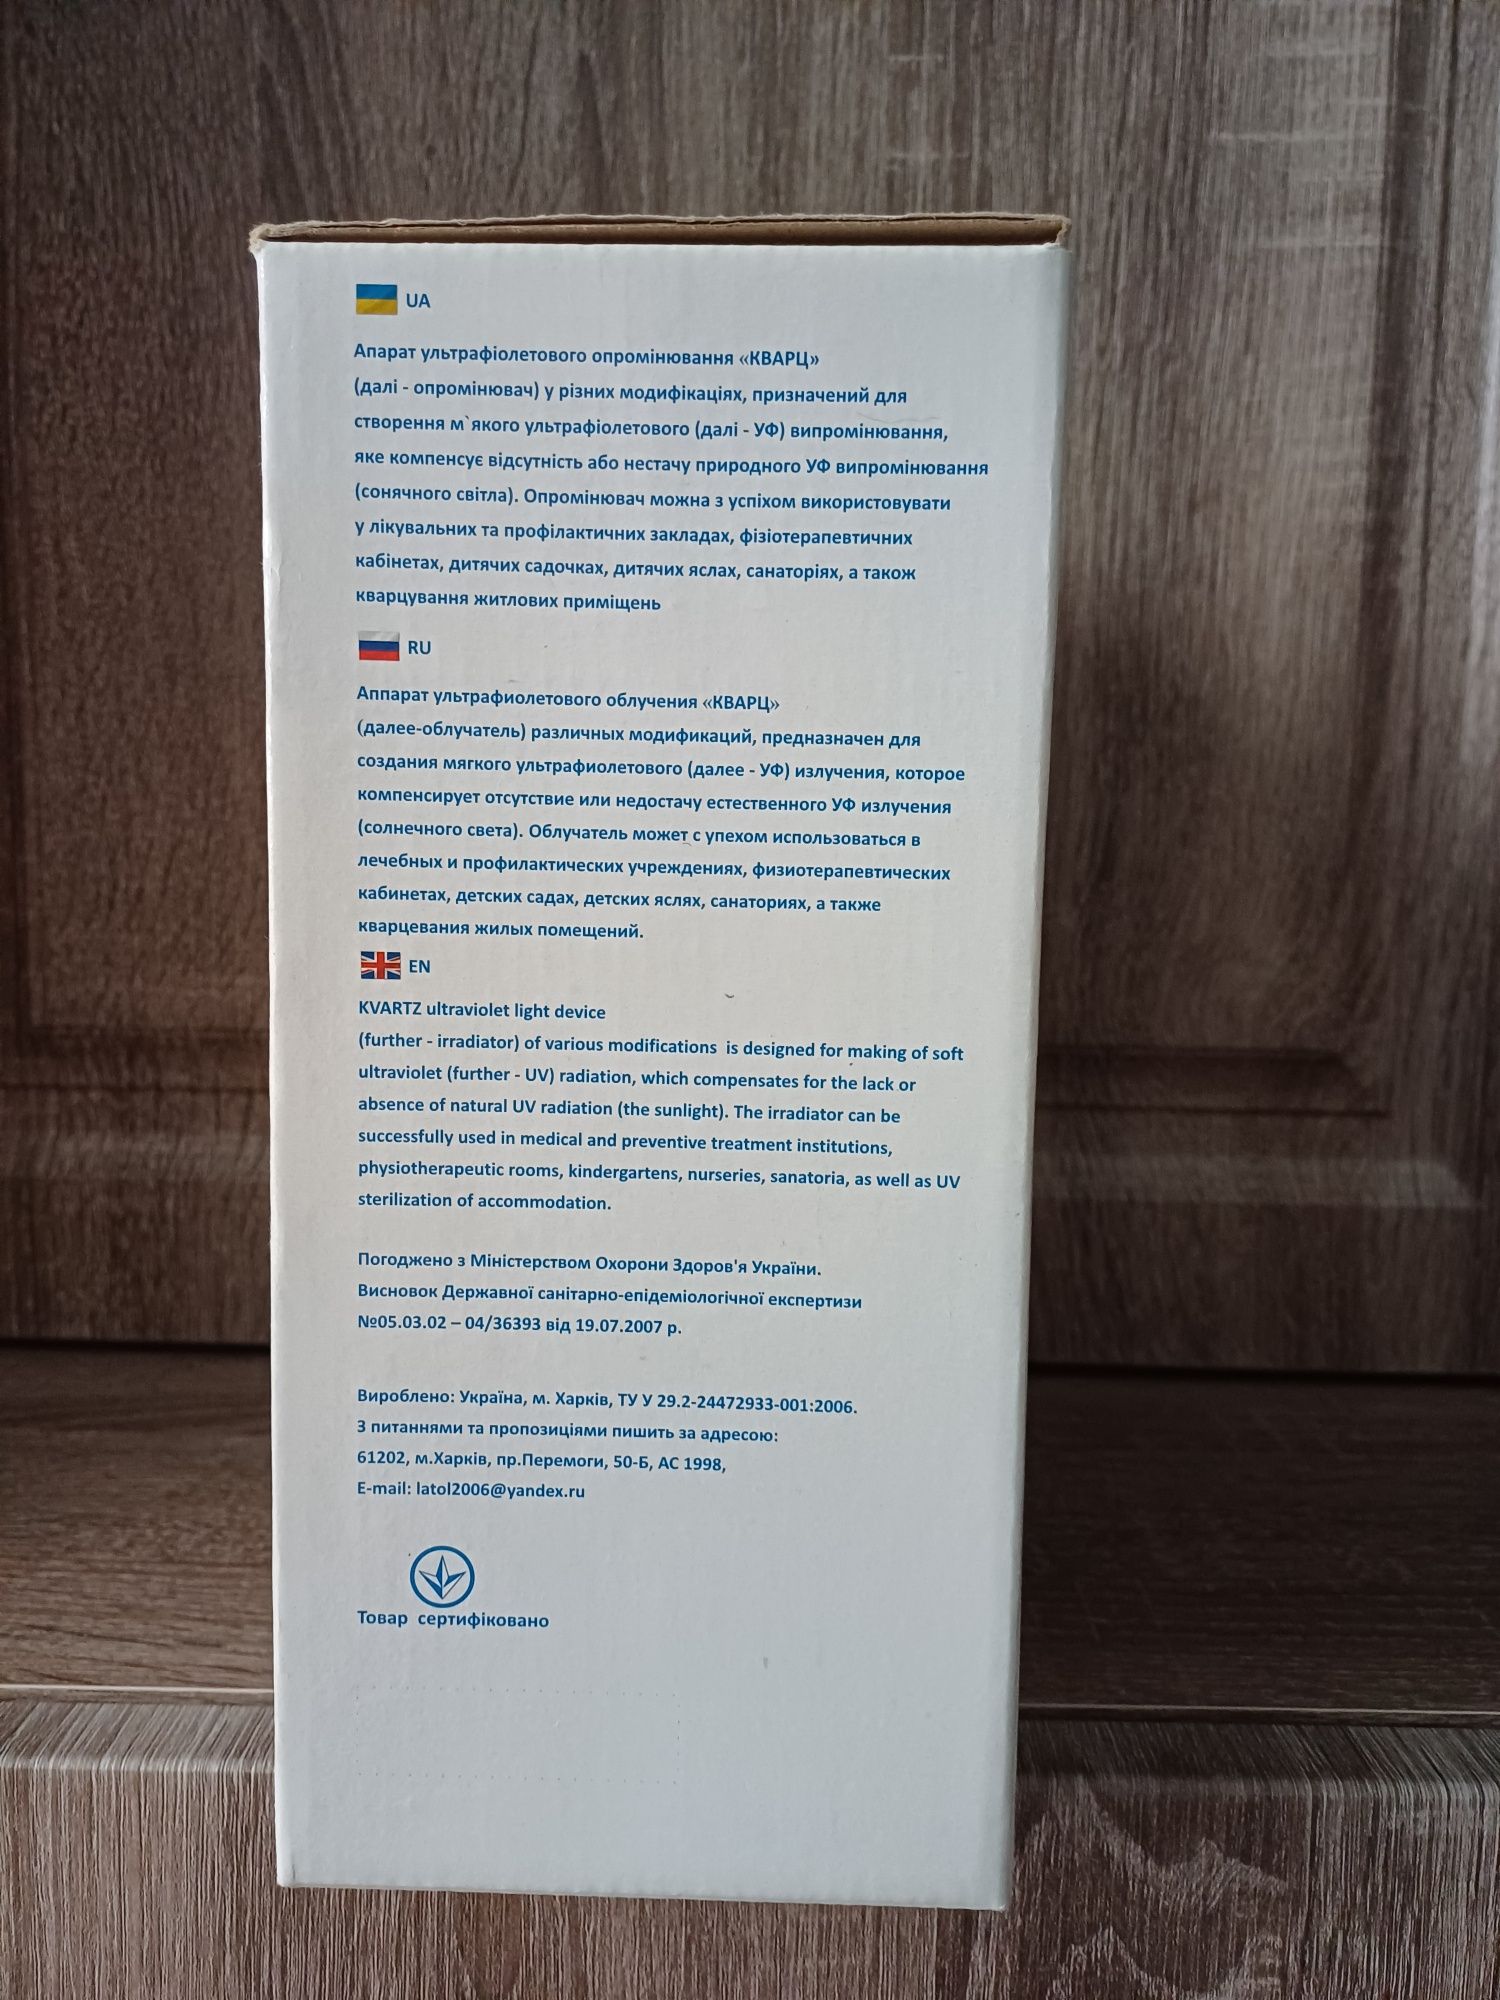 UA
Апарат ультрафіолетового опромінювання «КВАРЦ»
(далі - опромінювач) у різних модифікаціях, призначений для
створення м`якого ультрафіолетового (далі - УФ) випромінювання,
яке компенсує відсутність або нестачу природного УФ випромінювання
(сонячного світла). Опромінювач можна з успіхом використовувати
у лікувальних та профілактичних закладах, фізіотерапевтичних
кабінетах, дитячих садочках, дитячих яслах, санаторіях, а також
кварцування житлових приміщень
RU
Аппарат ультрафиолетового облучения «КВАРЦ»
(далее-облучатель) различных модификаций, предназначен для
создания мягкого ультрафиолетового (далее - УФ) излучения, которое
компенсирует отсутствие или недостачу естественного УФ излучения
(солнечного света). Облучатель может с упехом использоваться в
лечебных и профилактических учреждениях, физиотерапевтических
кабинетах, детских садах, детских яслях, санаториях, а также
кварцевания жилых помещений.
EN
KVARTZ ultraviolet light device
(further - irradiator) of various modifications is designed for making of soft
ultraviolet (further - UV) radiation, which compensates for the lack or
absence of natural UV radiation (the sunlight). The irradiator can be
successfully used in medical and preventive treatment institutions,
physiotherapeutic rooms, kindergartens, nurseries, sanatoria, as well as UV
sterilization of accommodation.
Погоджено з Міністерством Охорони Здоров'я України.
Висновок Державної санітарно-епідеміологічної експертизи
№05.03.02 – 04/36393 від 19.07.2007 р.
Вироблено: Україна, м. Харків, ТУ У 29.2-24472933-001:2006.
З питаннями та пропозиціями пишить за адресою:
61202, м.Харків, пр.Перемоги, 50-Б, АС 1998,
E-mail: latol2006@yandex.ru
Товар сертифіковано